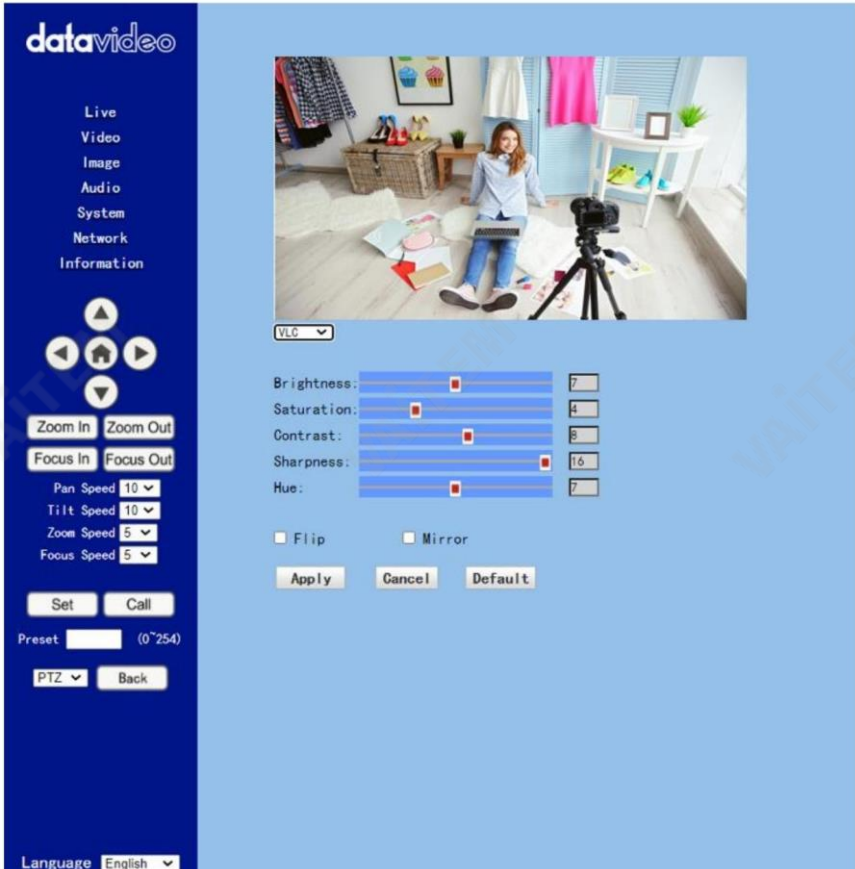 datavideo
Live
Video
Image
Audio
System
Network
Information
Zoom In Zoom Out
Focus In Focus Out
Pan Speed 10
Tilt Speed 10
Zoom Speed 5
Focus Speed 5
Set Call
Preset (0~254)
PTZ Back
Language English
VLC
Brightness: 7
Saturation: 4
Contrast: 8
Sharpness: 16
Hue: 7
Flip Mirror
Apply Cancel Default